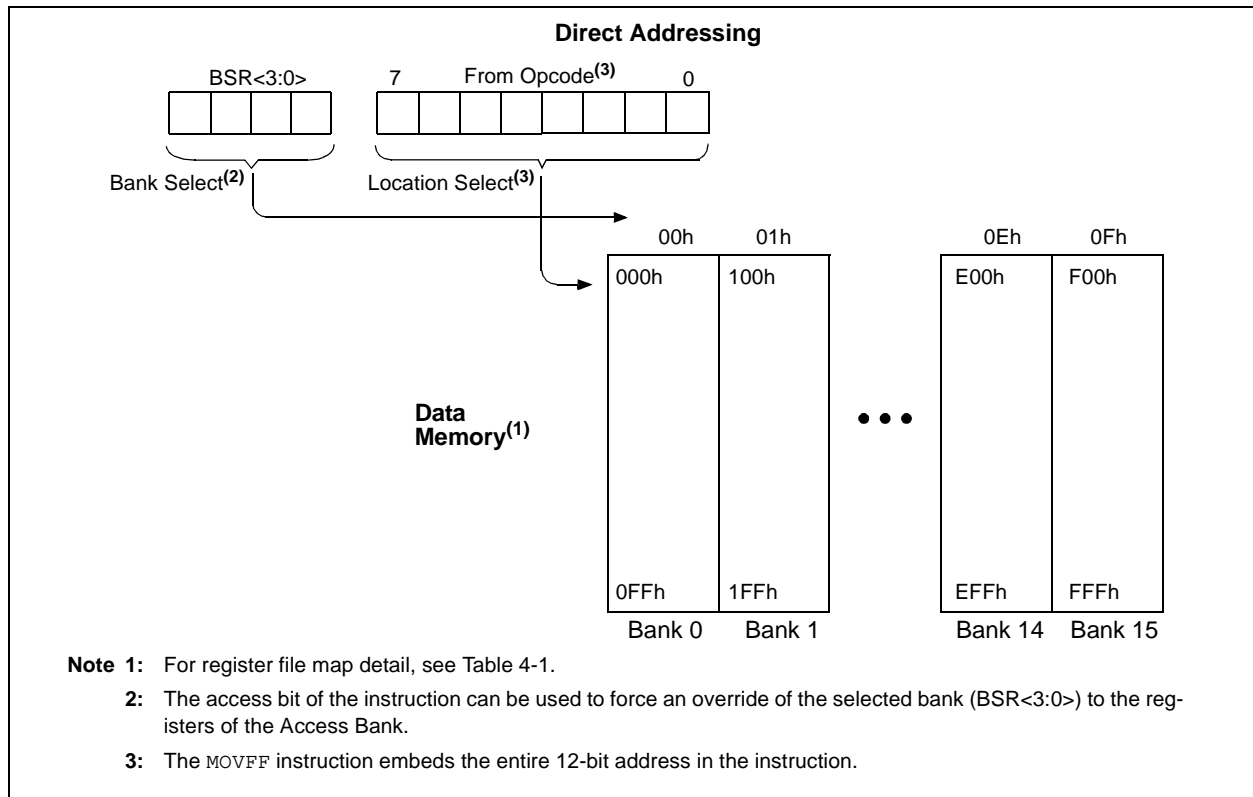 Direct Addressing
BSR<3:0>
7 From Opcode(3) 0
Bank Select(2) Location Select(3)
00h 01h 0Eh 0Fh
000h 100h E00h F00h
Data
Memory(1)
0FFh 1FFh EFFh FFFh
Bank 0 Bank 1 Bank 14 Bank 15
Note 1: For register file map detail, see Table 4-1.
2: The access bit of the instruction can be used to force an override of the selected bank (BSR<3:0>) to the reg-
isters of the Access Bank.
3: The MOVFF instruction embeds the entire 12-bit address in the instruction.